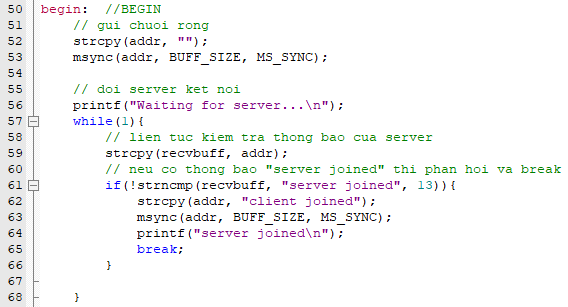 50 begin:  //BEGIN
51     // gui chuoi rong
52     strcpy(addr, "");
53     msync(addr, BUFF_SIZE, MS_SYNC);
54
55     // doi server ket noi
56     printf("Waiting for server...\n");
57     while(1){
58         // lien tuc kiem tra thong bao cua server
59         strcpy(recvbuff, addr);
60         // neu co thong bao "server joined" thi phan hoi va break
61         if(!strncmp(recvbuff, "server joined", 13)){
62             strcpy(addr, "client joined");
63             msync(addr, BUFF_SIZE, MS_SYNC);
64             printf("server joined\n");
65             break;
66         }
67
68     }